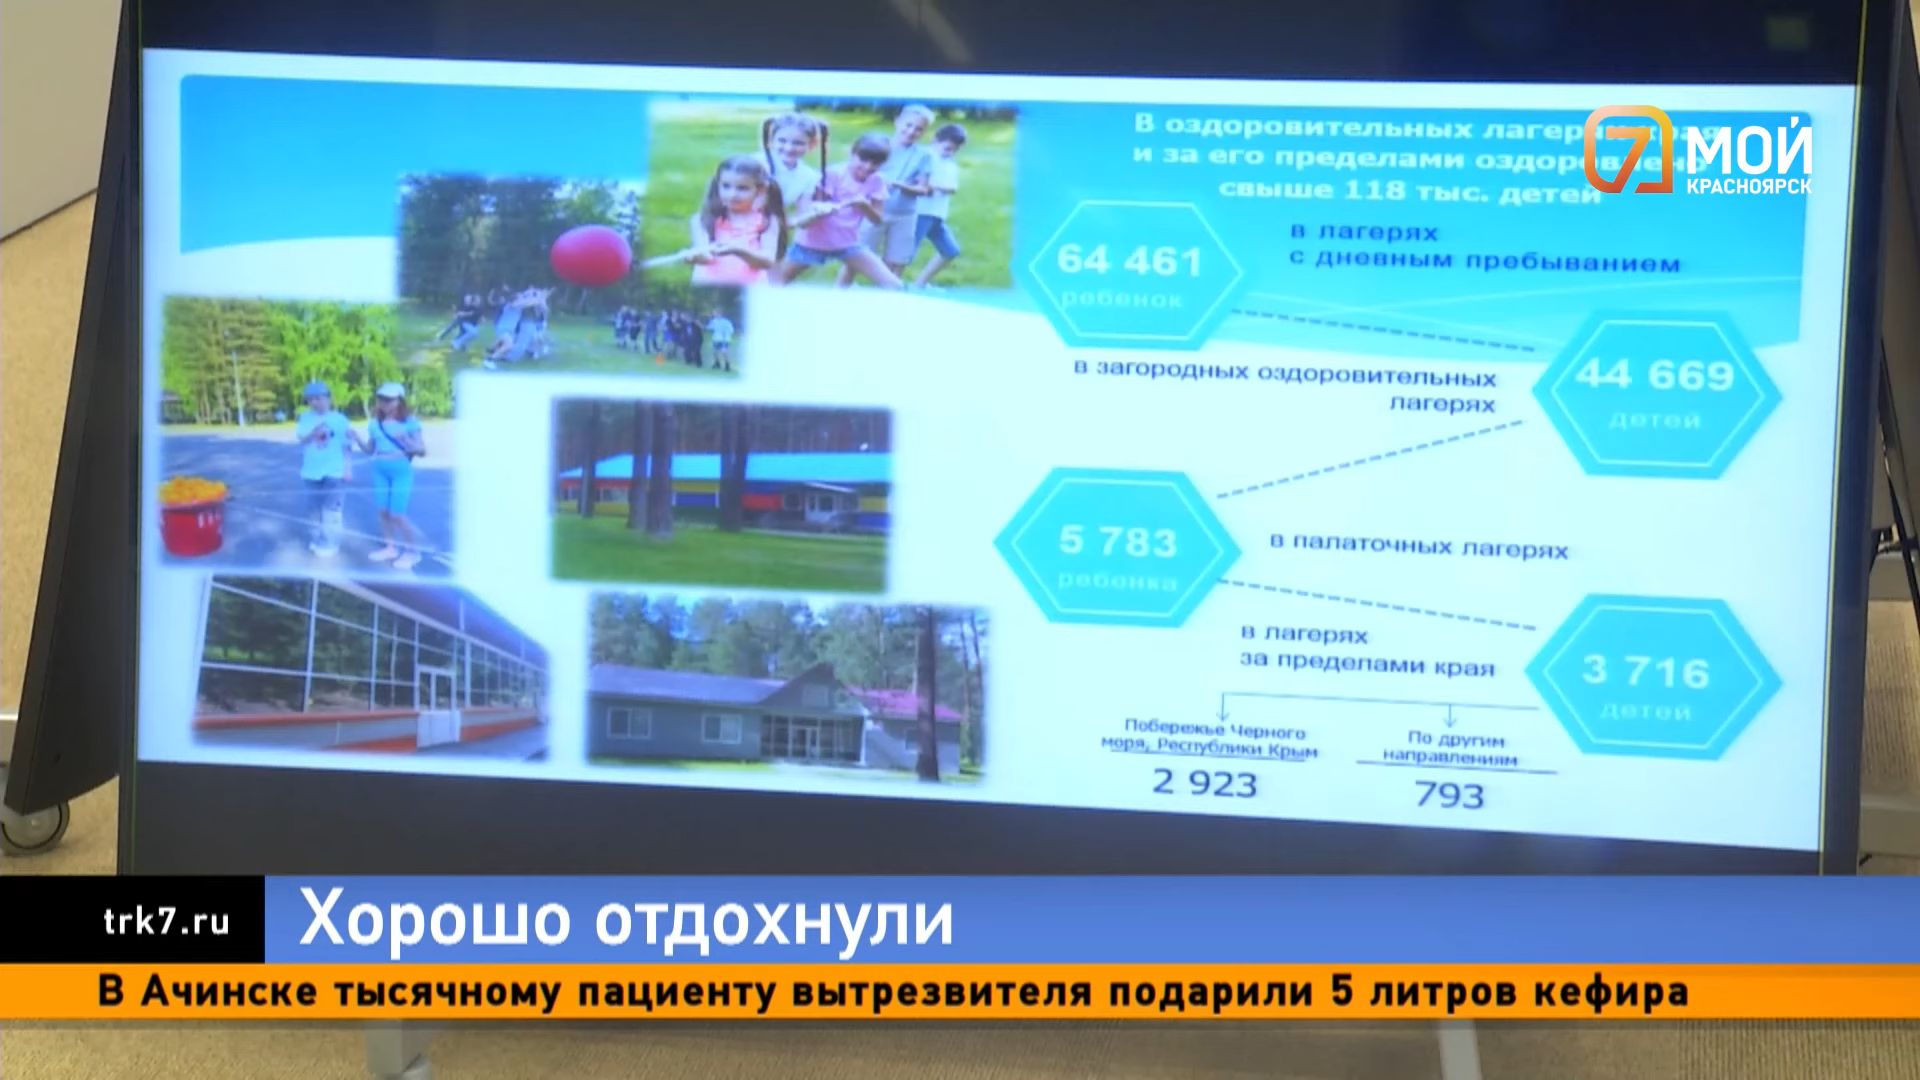 В оздоровительных лагерях края
и за его пределами оздоровлено
свыше 118 тыс. детей
7 МОЙ
КРАСНОЯРСК
64 461
ребенок
в лагерях
с дневным пребыванием
в загородных оздоровительных
лагерях
44 669
детей
5 783
ребенка
в палаточных лагерях
в лагерях
за пределами края
3 716
детей
Побережье Черного
моря, Республики Крым
2 923
По другим
направлениям
793
trk7.ru
Хорошо отдохнули
В Ачинске тысячному пациенту вытрезвителя подарили 5 литров кефира